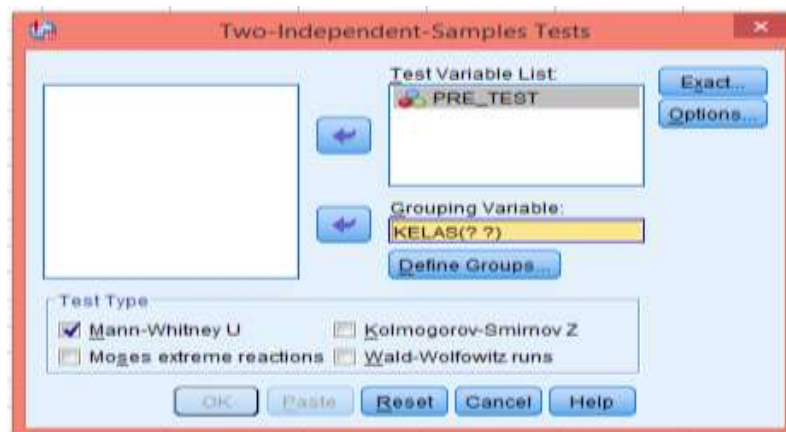 Two-Independent-Samples Tests
Test Variable List:
PRE_TEST
Exact...
Options...
Grouping Variable:
KELAS(? ?)
Define Groups...
Test Type
Mann-Whitney U
Kolmogorov-Smirnov Z
Moses extreme reactions
Wald-Wolfowitz runs
OK Paste Reset Cancel Help